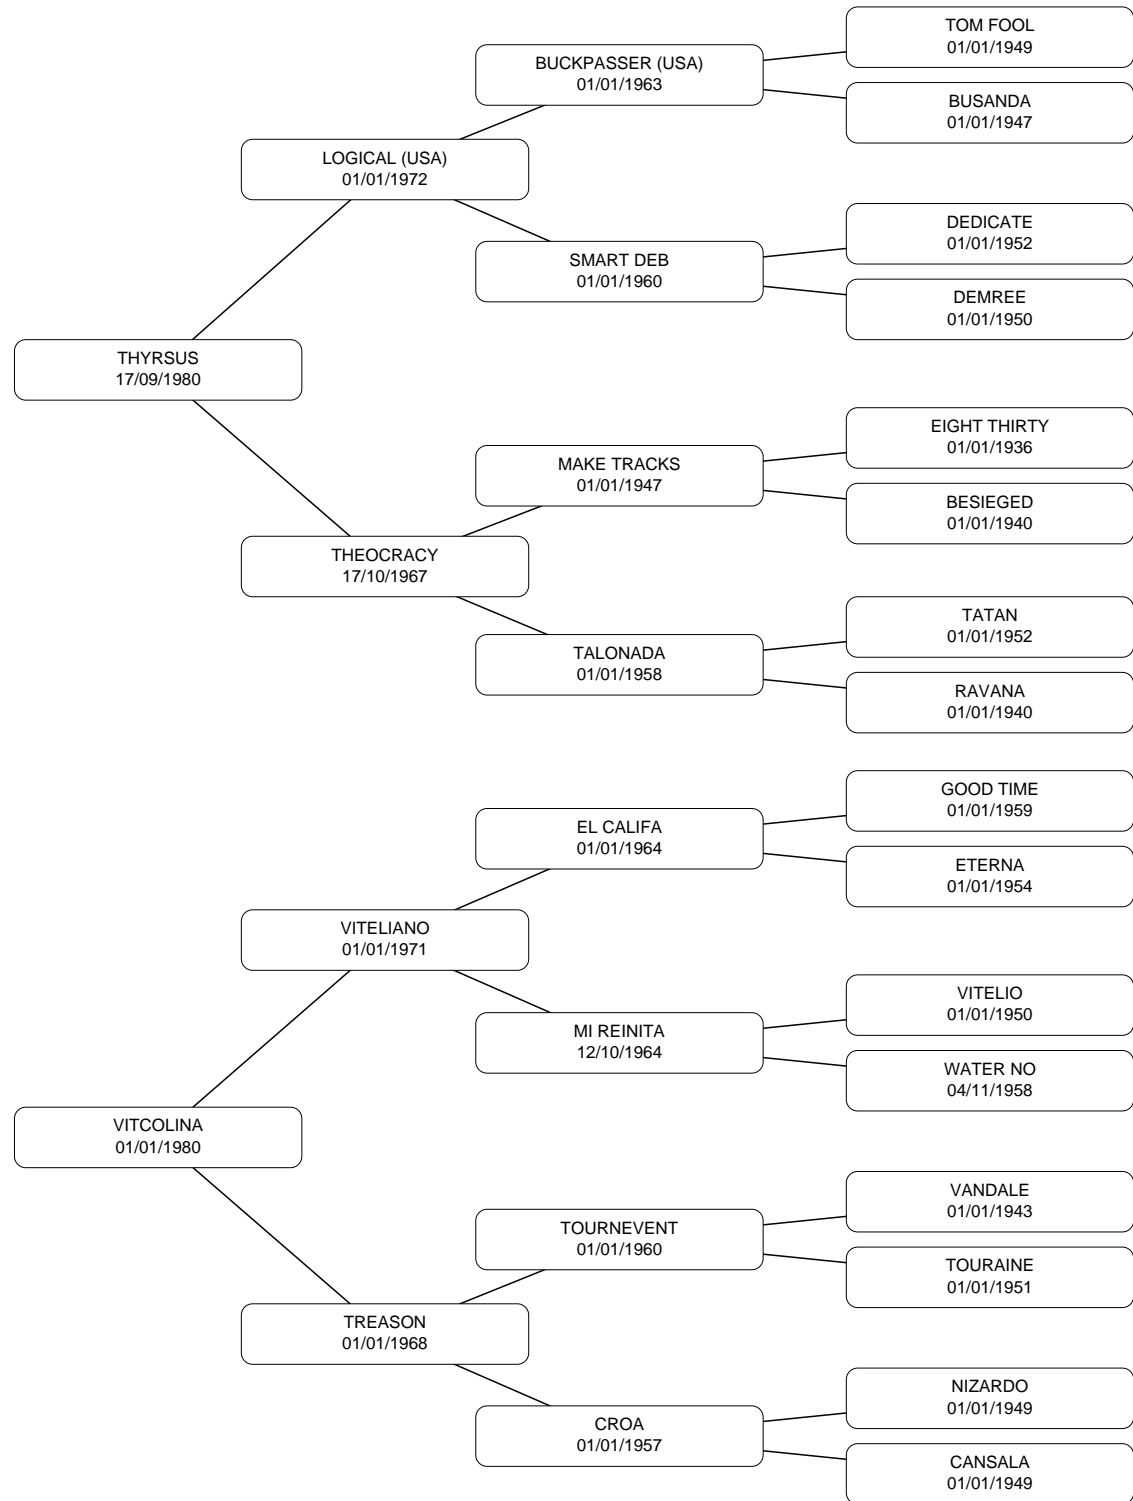 TOM FOOL
01/01/1949
BUCKPASSER (USA)
01/01/1963
BUSANDA
01/01/1947
LOGICAL (USA)
01/01/1972
DEDICATE
01/01/1952
SMART DEB
01/01/1960
DEMREE
01/01/1950
THYRSUS
17/09/1980
EIGHT THIRTY
01/01/1936
MAKE TRACKS
01/01/1947
BESIEGED
01/01/1940
THEOCRACY
17/10/1967
TATAN
01/01/1952
TALONADA
01/01/1958
RAVANA
01/01/1940
GOOD TIME
01/01/1959
EL CALIFA
01/01/1964
ETERNA
01/01/1954
VITELIANO
01/01/1971
VITELIO
01/01/1950
MI REINITA
12/10/1964
WATER NO
04/11/1958
VITCOLINA
01/01/1980
VANDALE
01/01/1943
TOURNEVENT
01/01/1960
TOURAINE
01/01/1951
TREASON
01/01/1968
NIZARDO
01/01/1949
CROA
01/01/1957
CANSALA
01/01/1949